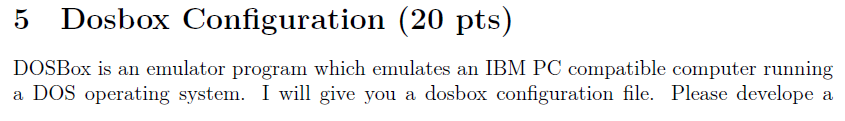 5 Dosbox Configuration (20 pts)
DOSBox is an emulator program which emulates an IBM PC compatible computer running
a DOS operating system. I will give you a dosbox configuration file. Please develope a